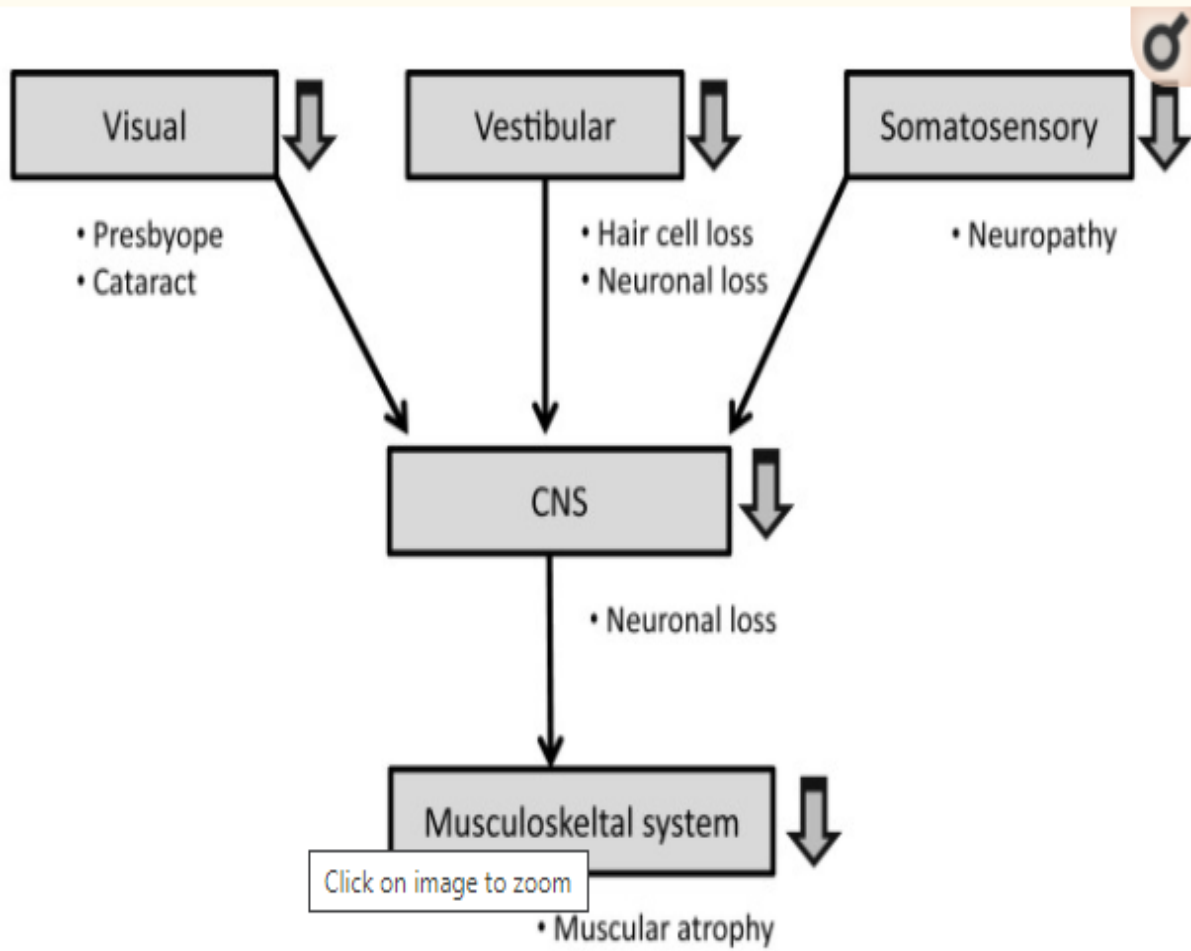 Visual
Vestibular
Somatosensory
• Presbyope
• Cataract
• Hair cell loss
• Neuronal loss
• Neuropathy
CNS
• Neuronal loss
Musculoskeltal system
Click on image to zoom
• Muscular atrophy